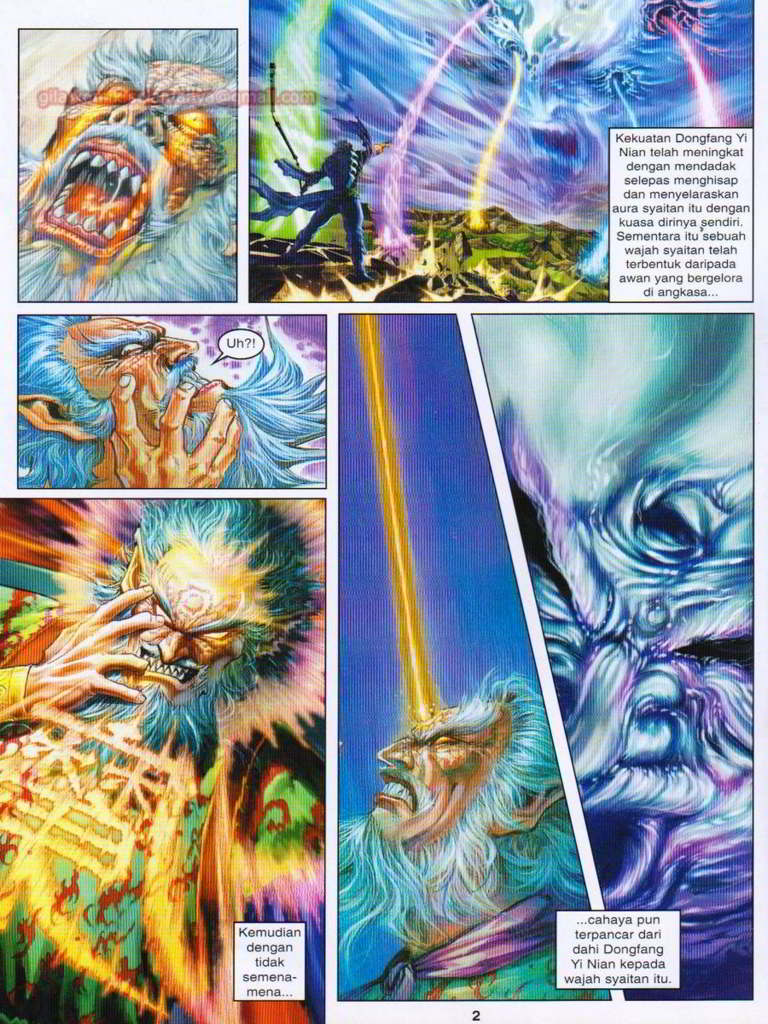 Kekuatan Dongfang Yi
Nian telah meningkat
dengan mendadak
selepas menghisap
dan menyelaraskan
aura syaitan itu dengan
kuasa dirinya sendiri.
Sementara itu sebuah
wajah syaitan telah
terbentuk daripada
awan yang bergelora
di angkasa...
Uh?!
Kemudian
dengan
tidak
semena-
mena...
...cahaya pun
terpancar dari
dahi Dongfang
Yi Nian kepada
wajah syaitan itu.
2